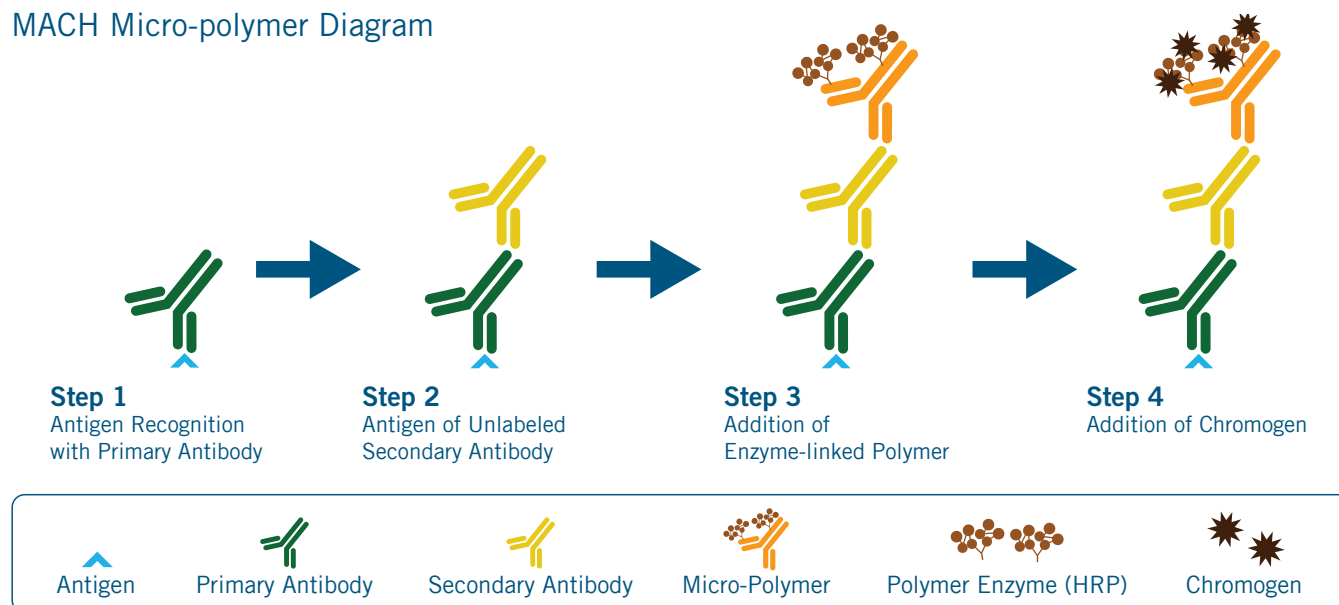 MACH Micro-polymer Diagram
Step 1
Antigen Recognition
with Primary Antibody
Step 2
Antigen of Unlabeled
Secondary Antibody
Step 3
Addition of
Enzyme-linked Polymer
Step 4
Addition of Chromogen
Antigen
Primary Antibody
Secondary Antibody
Micro-Polymer
Polymer Enzyme (HRP)
Chromogen